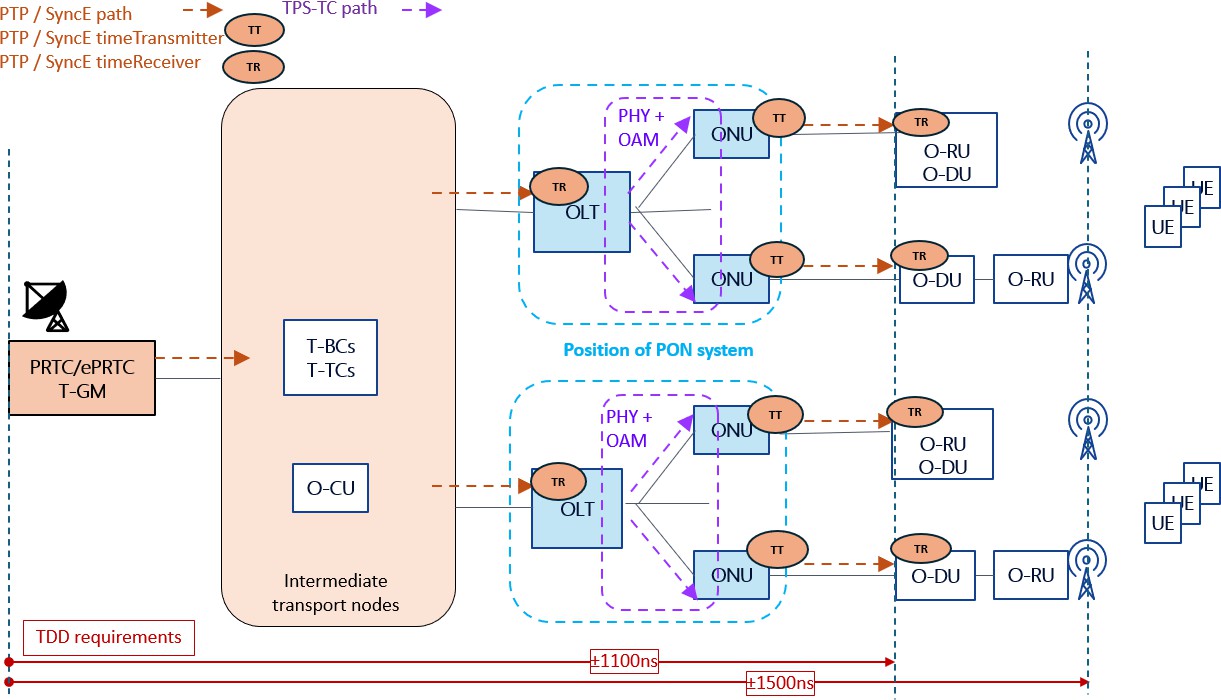 PTP / SyncE path
TPS-TC path
PTP / SyncE timeTransmitter
TT
PTP / SyncE timeReceiver
TR
PHY +
OAM
ONU
TT
TR
O-RU
O-DU
TR
OLT
UE
UE
UE
ONU
TT
TR
O-DU
O-RU
PRTC/ePRTC
T-GM
T-BCs
T-TCs
O-CU
Intermediate
transport nodes
Position of PON system
PHY +
OAM
ONU
TT
TR
O-RU
O-DU
TR
OLT
UE
UE
UE
ONU
TT
TR
O-DU
O-RU
TDD requirements
±1100ns
±1500ns